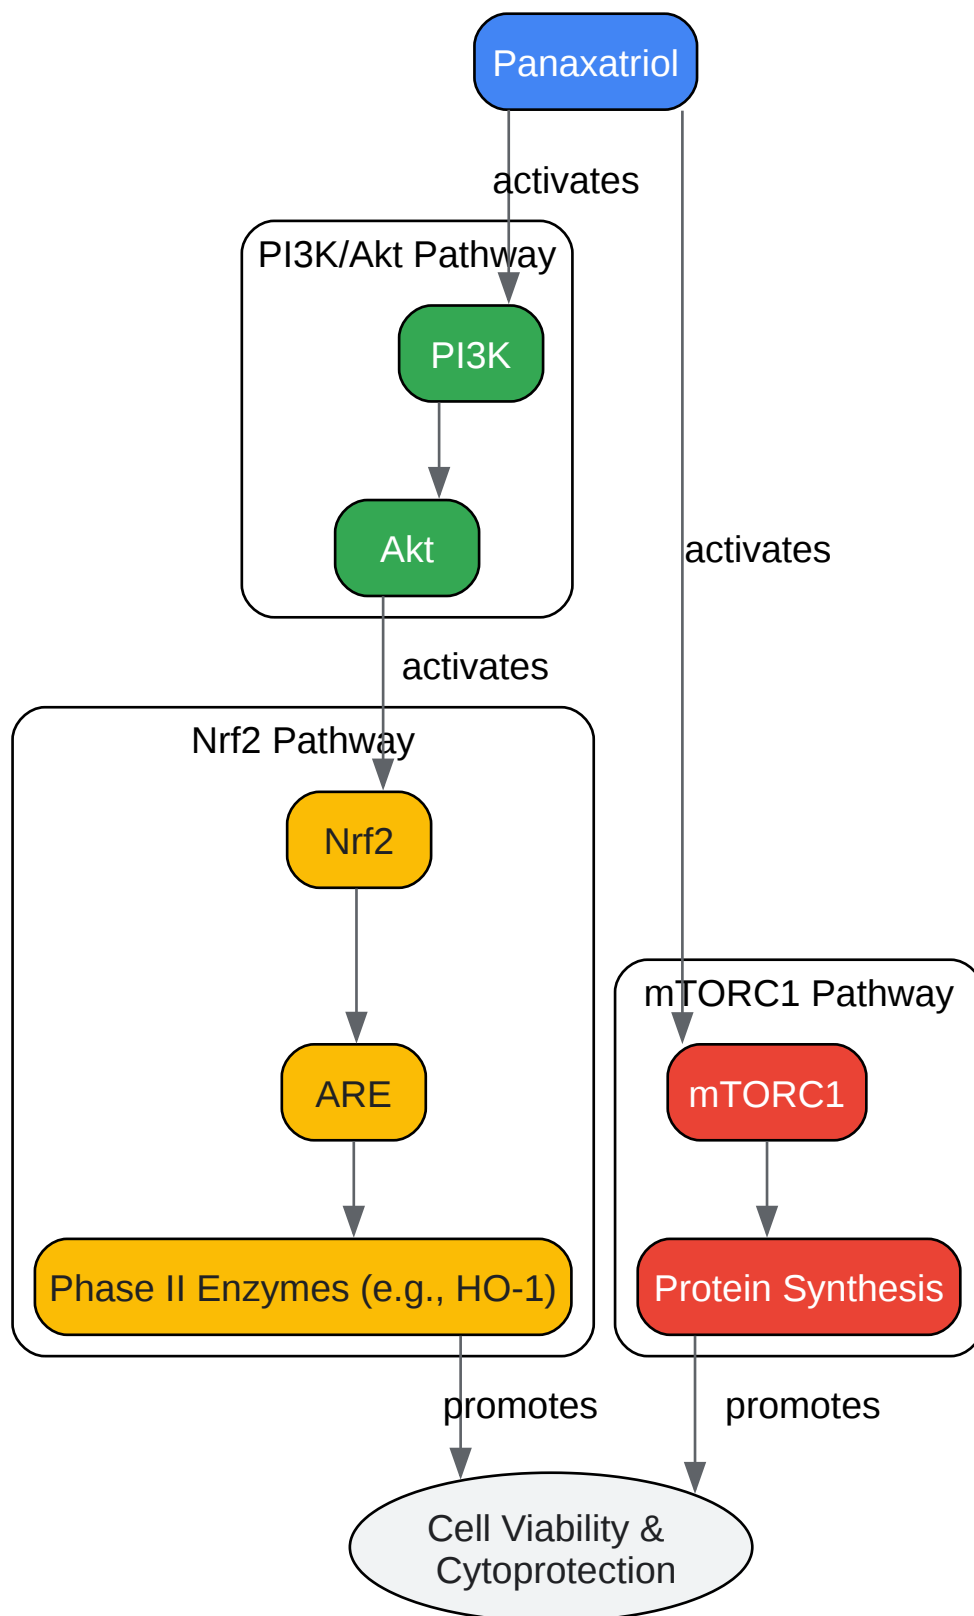 Panaxatriol
activates
PI3K/Akt Pathway
PI3K
Akt
activates
activates
Nrf2 Pathway
Nrf2
ARE
Phase II Enzymes (e.g., HO-1)
mTORC1 Pathway
mTORC1
Protein Synthesis
promotes
promotes
Cell Viability &
Cytoprotection